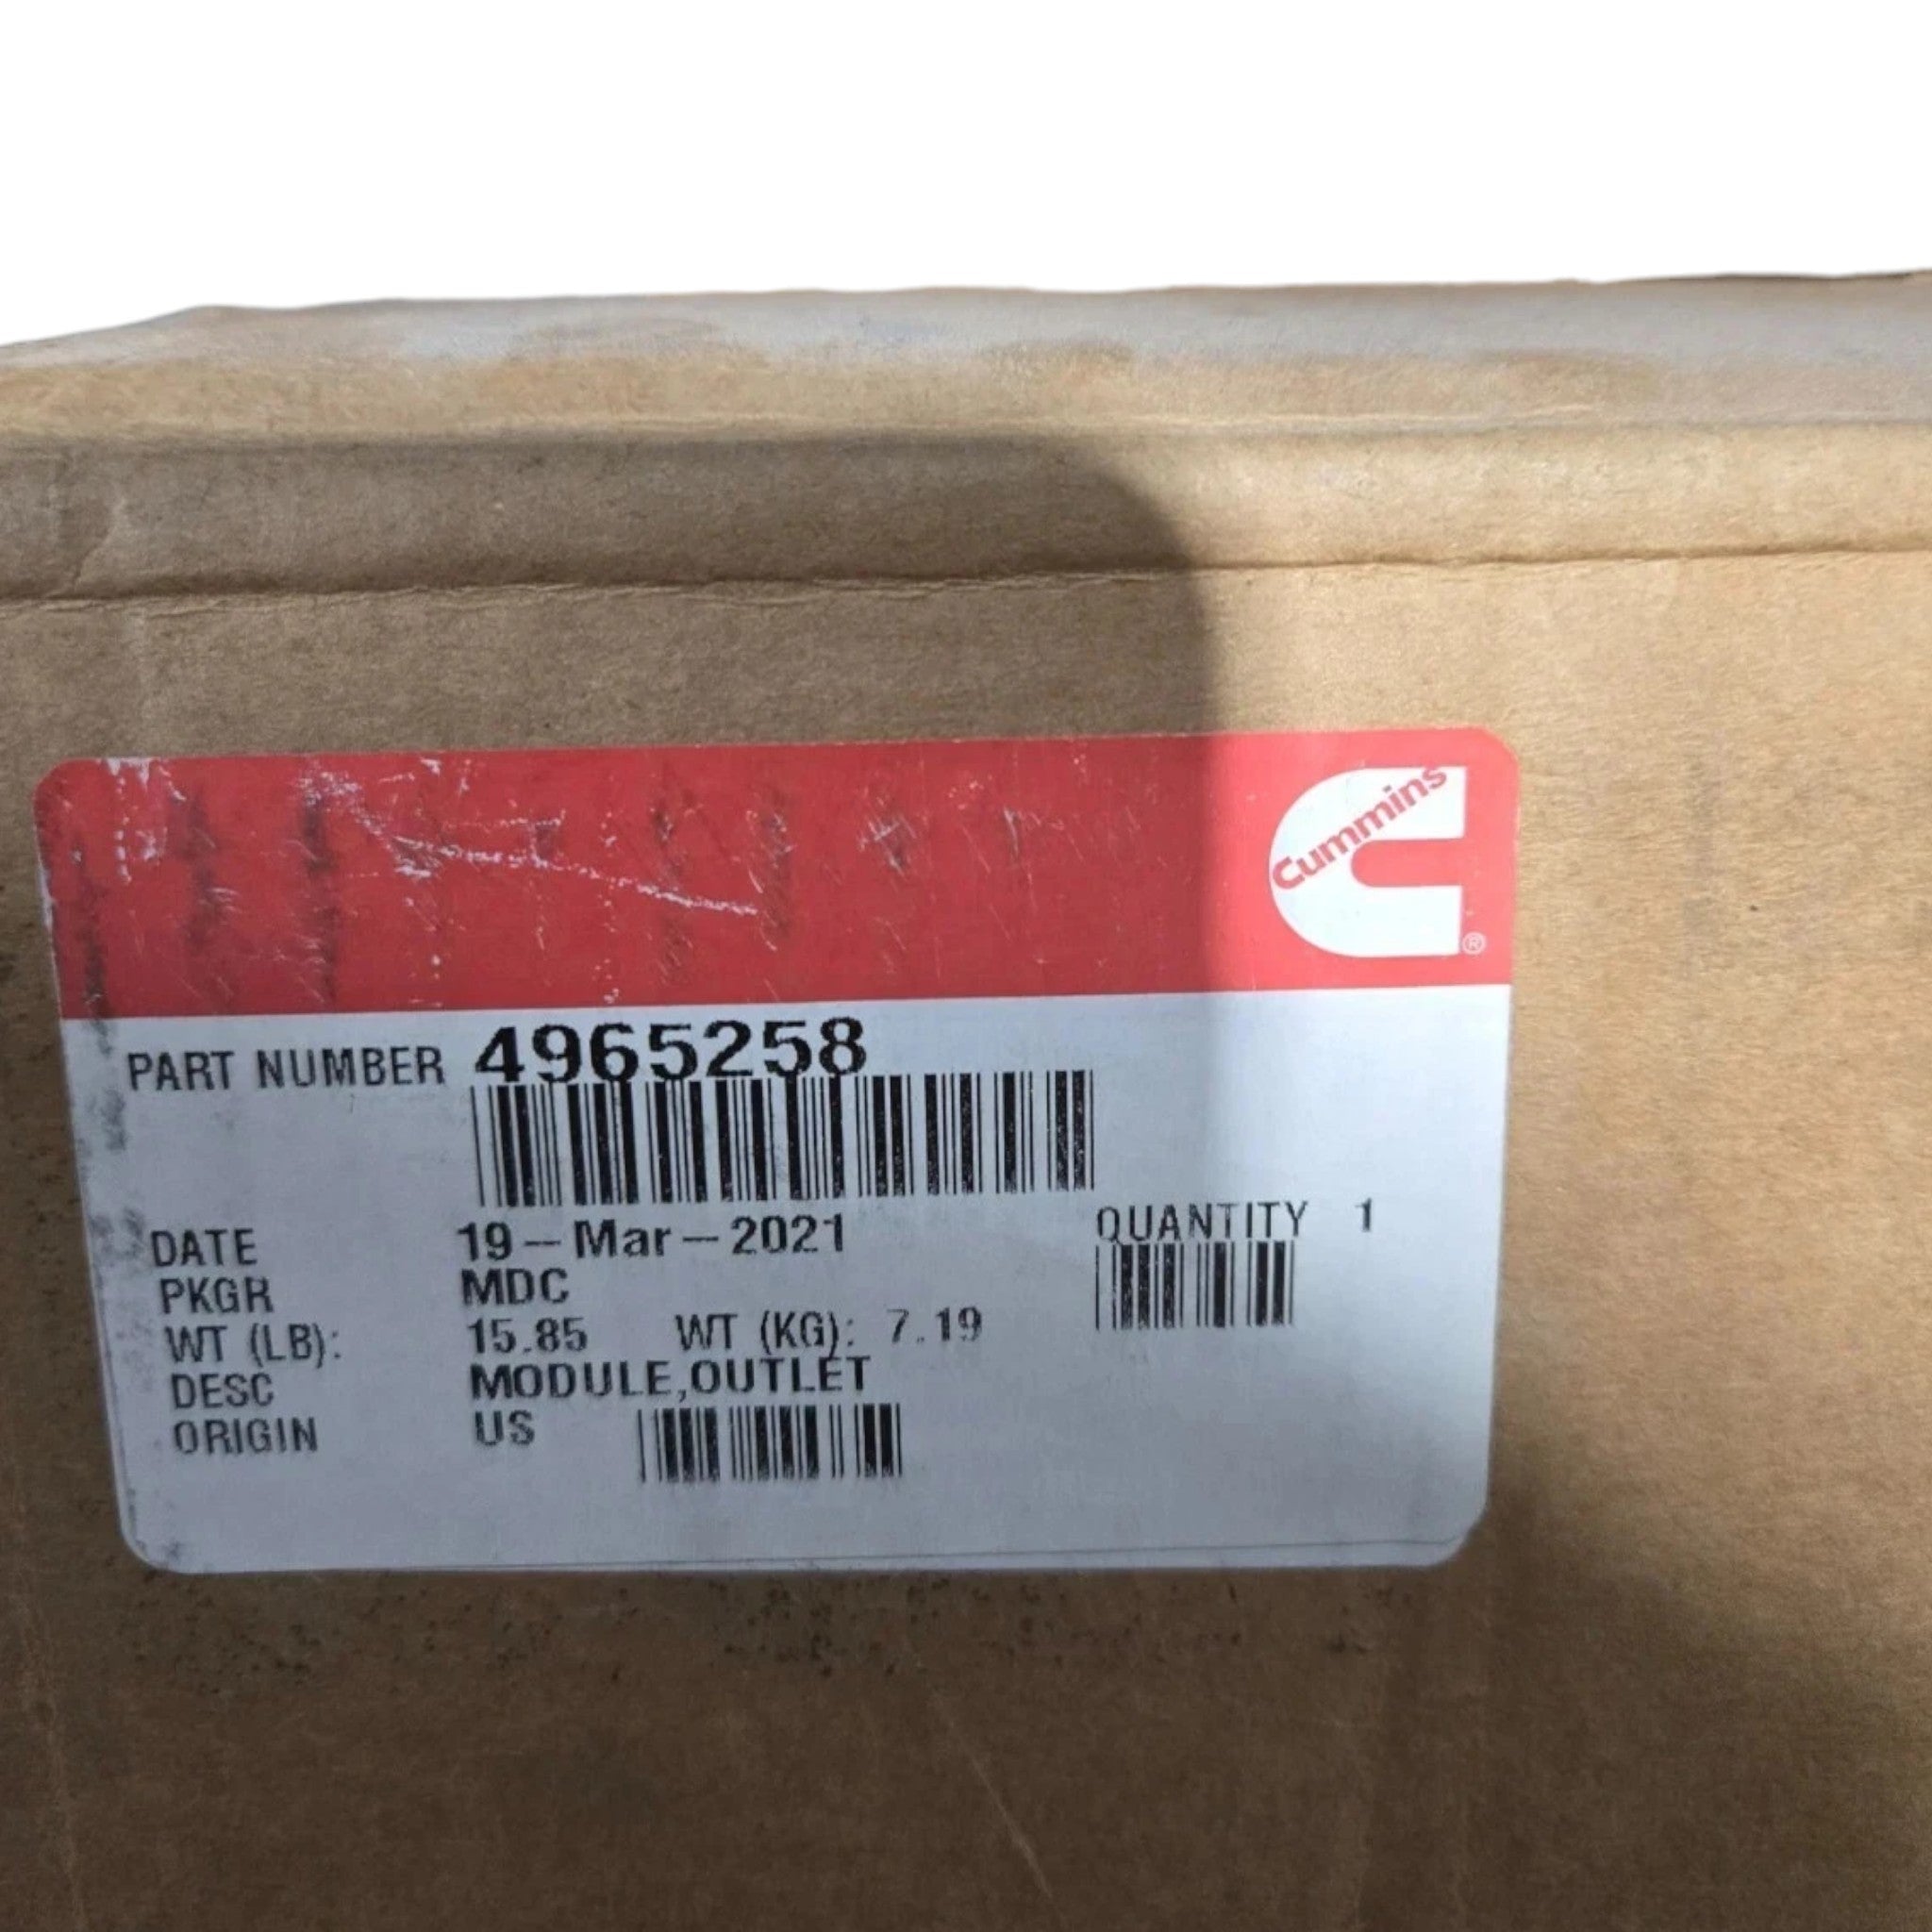 Cummins
®
PART NUMBER 4965258
DATE 19-Mar-2021 QUANTITY 1
PKGR MDC
WT (LB): 15.85 WT (KG): 7.19
DESC MODULE,OUTLET
ORIGIN US